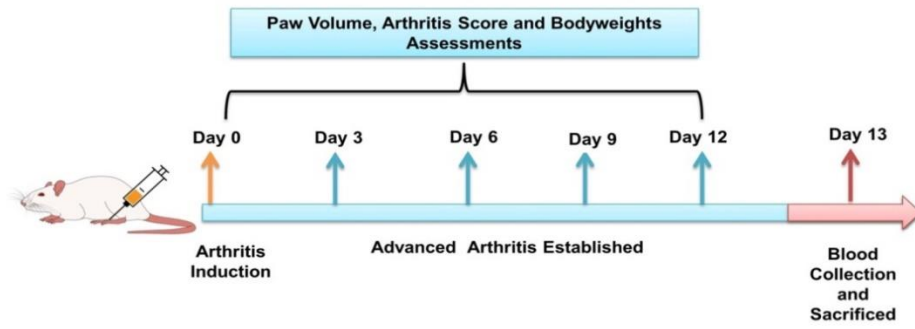 Paw Volume, Arthritis Score and Bodyweights
Assessments
Day 0
Day 3
Day 6
Day 9
Day 12
Day 13
Arthritis
Induction
Advanced Arthritis Established
Blood
Collection
and
Sacrificed